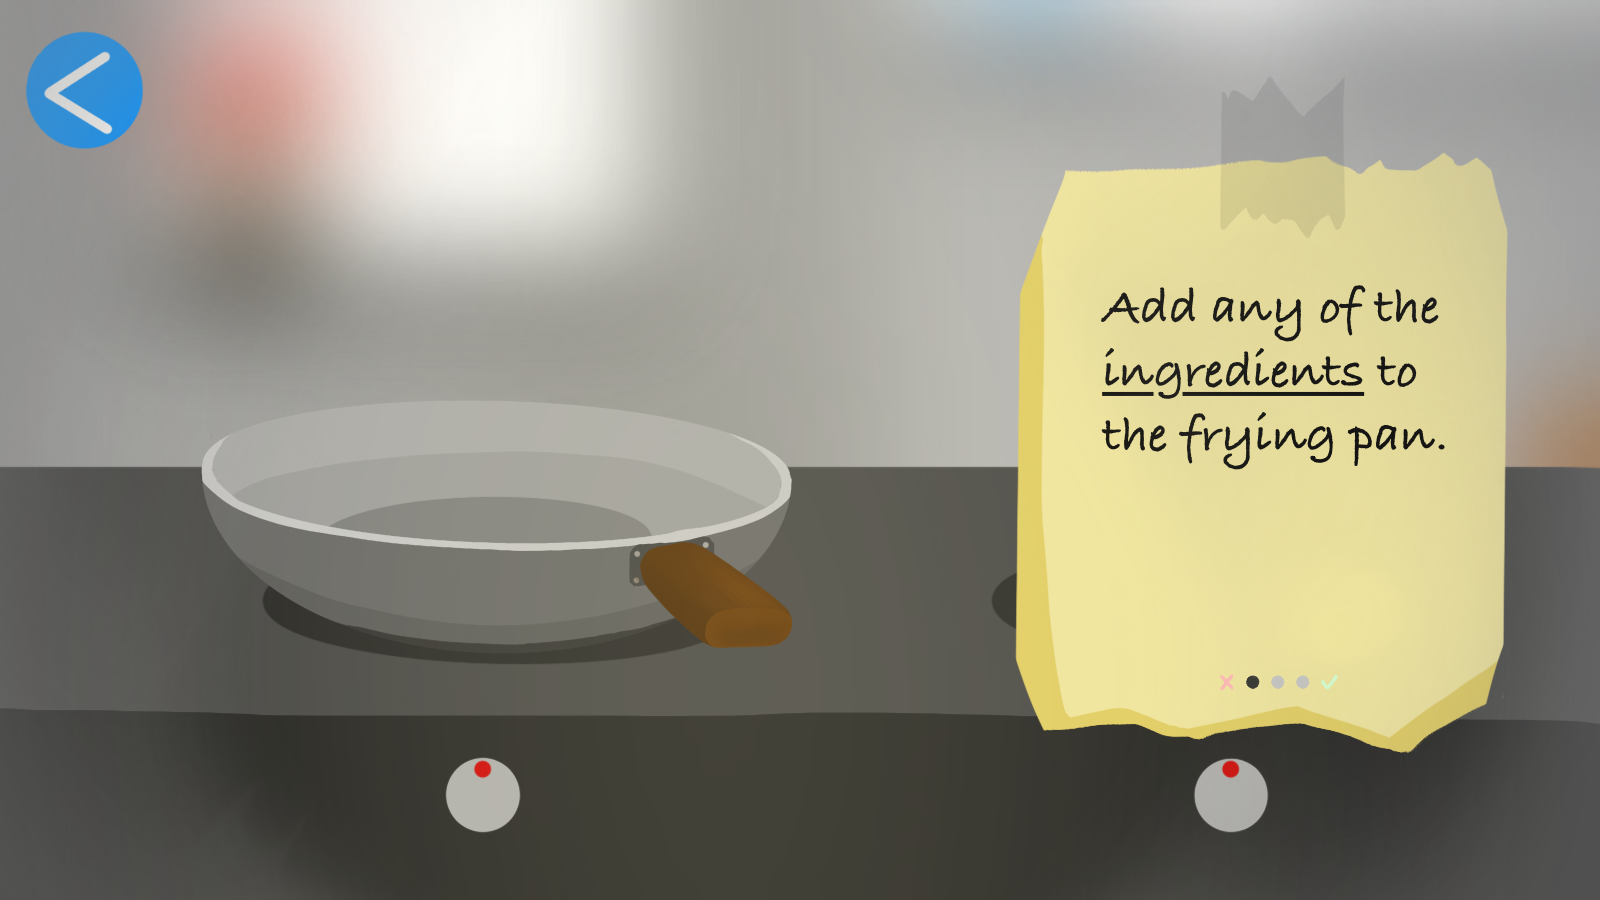 Add any of the
ingredients to
the frying pan.